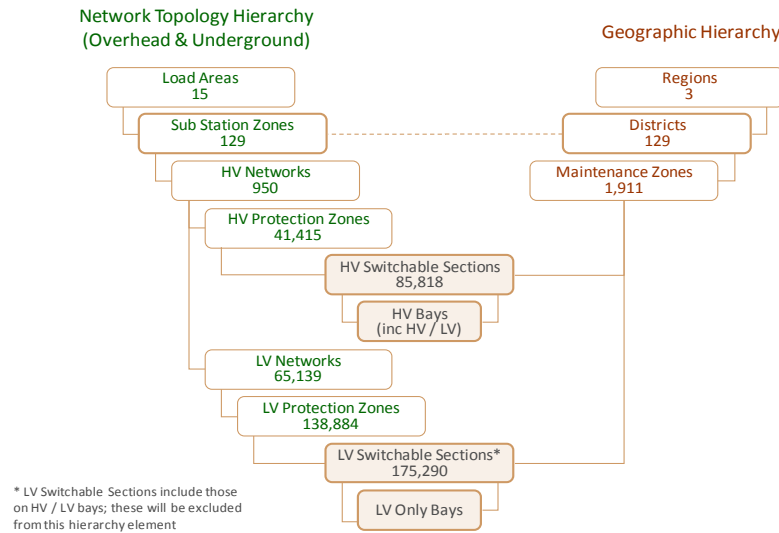 Network Topology Hierarchy
(Overhead & Underground)
Geographic Hierarchy
Load Areas
15
Regions
3
Sub Station Zones
129
Districts
129
HV Networks
950
Maintenance Zones
1,911
HV Protection Zones
41,415
HV Switchable Sections
85,818
HV Bays
(inc HV / LV)
LV Networks
65,139
LV Protection Zones
138,884
LV Switchable Sections*
175,290
LV Only Bays
* LV Switchable Sections include those
on HV / LV bays; these will be excluded
from this hierarchy element